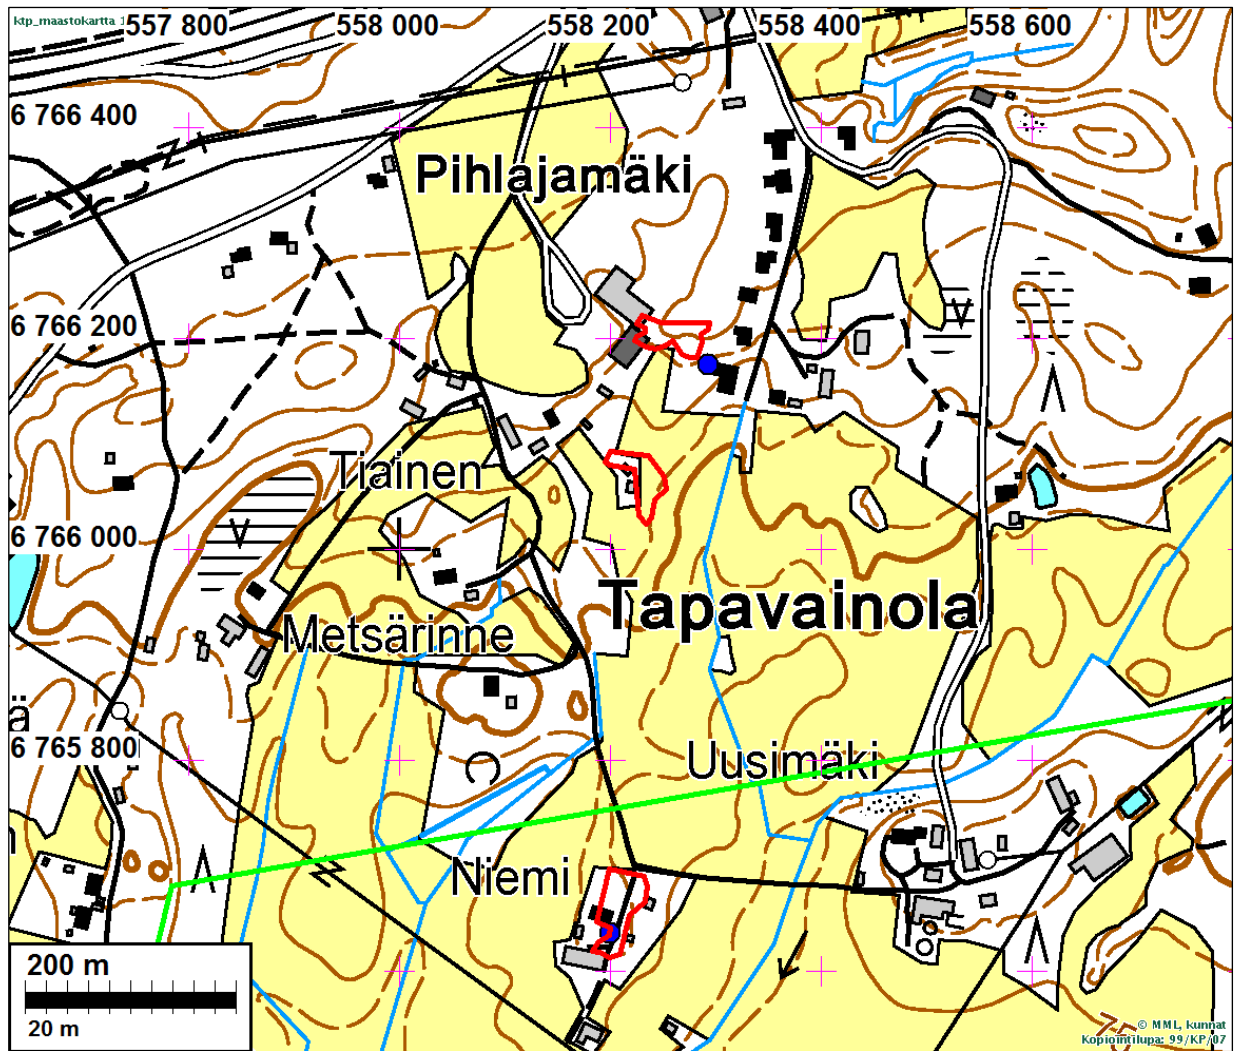 ktp_maastokartta 1
557 800
558 000
558 200
558 400
558 600
6 766 400
Pihlajamäki
6 766 200
Tiainen
6 766 000
Tapavainola
Metsärinne
ä
6 765 800
Uusimäki
Niemi
200 m
20 m
75
© MML, kunnat
Kopiointilupa: 99/KP/07